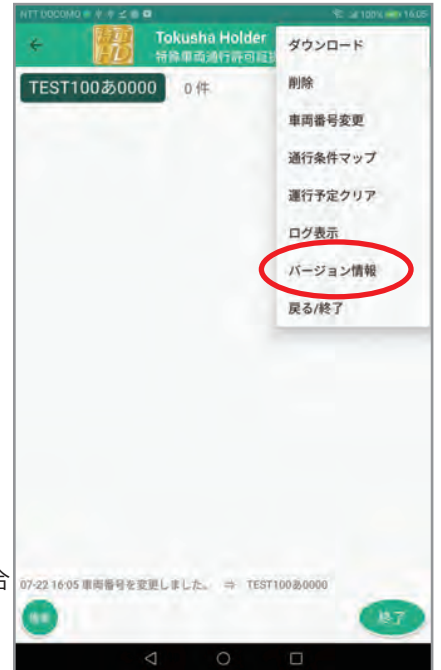 NTT DOCOMO
100% 16:05
特車
HD
Tokusha Holder
特殊車両通行許可証
TEST100あ0000 0 件
ダウンロード
削除
車両番号変更
通行条件マップ
運行予定クリア
ログ表示
バージョン情報
戻る/終了
合
07-22 16:05 車両番号を変更しました。 ⇒ TEST100あ0000
終了